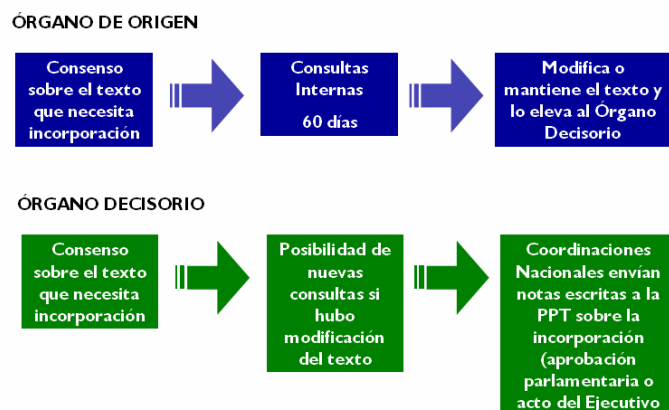 ÓRGANO DE ORIGEN
Consenso
sobre el texto
que necesita
incorporación
Consultas
Internas
60 días
Modifica o
mantiene el texto y
lo eleva al Órgano
Decisorio
ÓRGANO DECISORIO
Consenso
sobre el texto
que necesita
incorporación
Posibilidad de
nuevas
consultas si
hubo
modificación
del texto
Coordinaciones
Nacionales envían
notas escritas a la
PPT sobre la
incorporación
(aprobación
parlamentaria o
acto del Ejecutivo